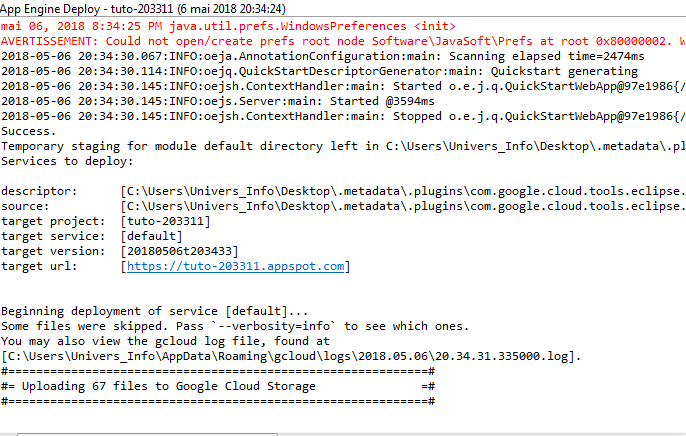 App Engine Deploy - tuto-203311 (6 mai 2018 20:34:24)
mai 06, 2018 8:34:25 PM java.util.prefs.WindowsPreferences <init>
AVERTISSEMENT: Could not open/create prefs root node Software\JavaSoft\Prefs at root 0x80000002. W
2018-05-06 20:34:30.067:INFO:oeja.AnnotationConfiguration:main: Scanning elapsed time=2474ms
2018-05-06 20:34:30.114:INFO:oejq.QuickStartDescriptorGenerator:main: Quickstart generating
2018-05-06 20:34:30.145:INFO:oejsh.ContextHandler:main: Started o.e.j.q.QuickStartWebApp@97e1986{/
2018-05-06 20:34:30.145:INFO:oejs.Server:main: Started @3594ms
2018-05-06 20:34:30.145:INFO:oejsh.ContextHandler:main: Stopped o.e.j.q.QuickStartWebApp@97e1986{/
Success.
Temporary staging for module default directory left in C:\Users\Univers_Info\Desktop\.metadata\.pl
Services to deploy:
descriptor:      [C:\Users\Univers_Info\Desktop\.metadata\.plugins\com.google.cloud.tools.eclipse.
source:          [C:\Users\Univers_Info\Desktop\.metadata\.plugins\com.google.cloud.tools.eclipse.
target project:  [tuto-203311]
target service:  [default]
target version:  [20180506t203433]
target url:      [https://tuto-203311.appspot.com]
Beginning deployment of service [default]...
Some files were skipped. Pass `--verbosity=info` to see which ones.
You may also view the gcloud log file, found at
[C:\Users\Univers_Info\AppData\Roaming\gcloud\logs\2018.05.06\20.34.31.335000.log].
#============================================================#
#= Uploading 67 files to Google Cloud Storage               =#
#============================================================#